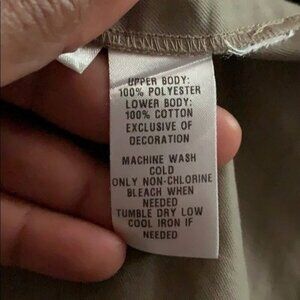 UPPER BODY:
100% POLYESTER
LOWER BODY:
100% COTTON
EXCLUSIVE OF
DECORATION
MACHINE WASH
COLD
ONLY NON-CHLORINE
BLEACH WHEN
NEEDED
TUMBLE DRY LOW
COOL IRON IF
NEEDED